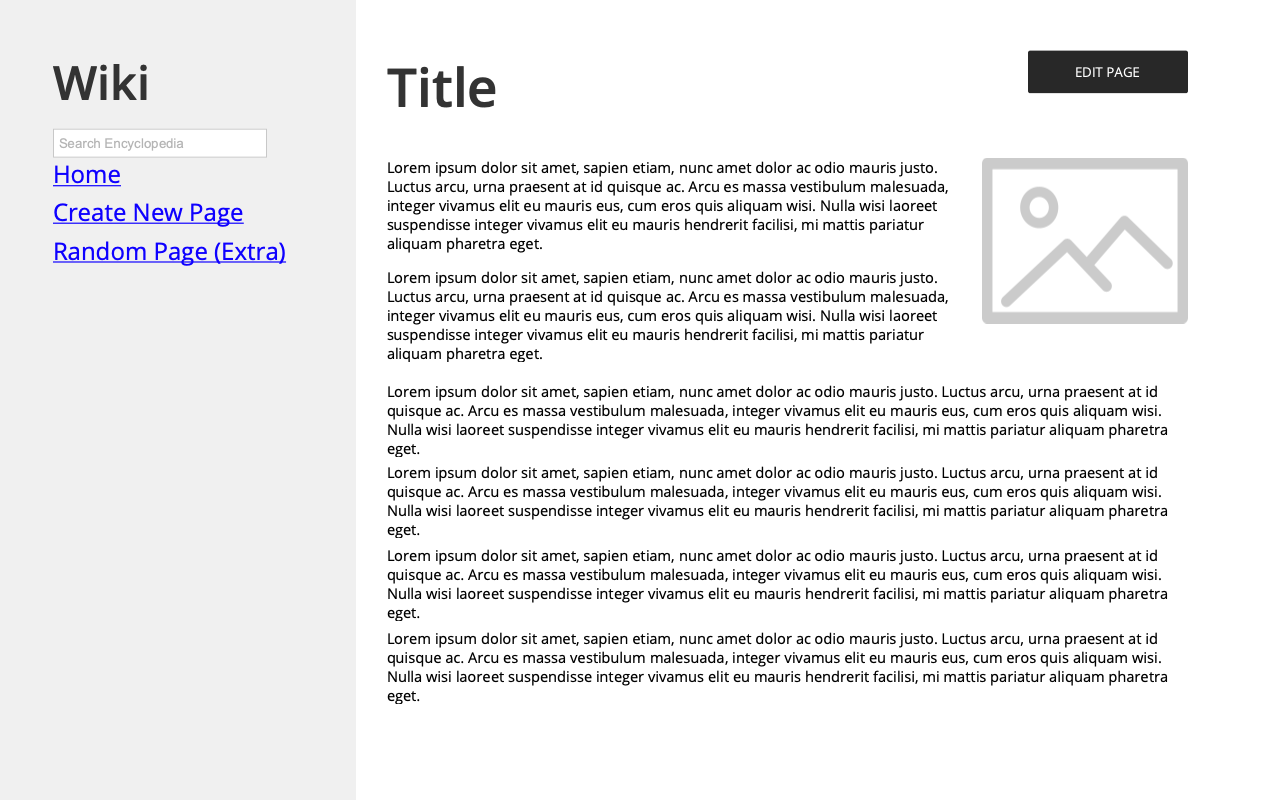 Wiki
Search Encyclopedia
Home
Create New Page
Random Page (Extra)
Title
EDIT PAGE
Lorem ipsum dolor sit amet, sapien etiam, nunc amet dolor ac odio mauris justo.
Luctus arcu, urna praesent at id quisque ac. Arcu es massa vestibulum malesuada,
integer vivamus elit eu mauris eus, cum eros quis aliquam wisi. Nulla wisi laoreet
suspendisse integer vivamus elit eu mauris hendrerit facilisi, mi mattis pariatur
aliquam pharetra eget.
Lorem ipsum dolor sit amet, sapien etiam, nunc amet dolor ac odio mauris justo.
Luctus arcu, urna praesent at id quisque ac. Arcu es massa vestibulum malesuada,
integer vivamus elit eu mauris eus, cum eros quis aliquam wisi. Nulla wisi laoreet
suspendisse integer vivamus elit eu mauris hendrerit facilisi, mi mattis pariatur
aliquam pharetra eget.
Lorem ipsum dolor sit amet, sapien etiam, nunc amet dolor ac odio mauris justo. Luctus arcu, urna praesent at id
quisque ac. Arcu es massa vestibulum malesuada, integer vivamus elit eu mauris eus, cum eros quis aliquam wisi.
Nulla wisi laoreet suspendisse integer vivamus elit eu mauris hendrerit facilisi, mi mattis pariatur aliquam pharetra
eget.
Lorem ipsum dolor sit amet, sapien etiam, nunc amet dolor ac odio mauris justo. Luctus arcu, urna praesent at id
quisque ac. Arcu es massa vestibulum malesuada, integer vivamus elit eu mauris eus, cum eros quis aliquam wisi.
Nulla wisi laoreet suspendisse integer vivamus elit eu mauris hendrerit facilisi, mi mattis pariatur aliquam pharetra
eget.
Lorem ipsum dolor sit amet, sapien etiam, nunc amet dolor ac odio mauris justo. Luctus arcu, urna praesent at id
quisque ac. Arcu es massa vestibulum malesuada, integer vivamus elit eu mauris eus, cum eros quis aliquam wisi.
Nulla wisi laoreet suspendisse integer vivamus elit eu mauris hendrerit facilisi, mi mattis pariatur aliquam pharetra
eget.
Lorem ipsum dolor sit amet, sapien etiam, nunc amet dolor ac odio mauris justo. Luctus arcu, urna praesent at id
quisque ac. Arcu es massa vestibulum malesuada, integer vivamus elit eu mauris eus, cum eros quis aliquam wisi.
Nulla wisi laoreet suspendisse integer vivamus elit eu mauris hendrerit facilisi, mi mattis pariatur aliquam pharetra
eget.